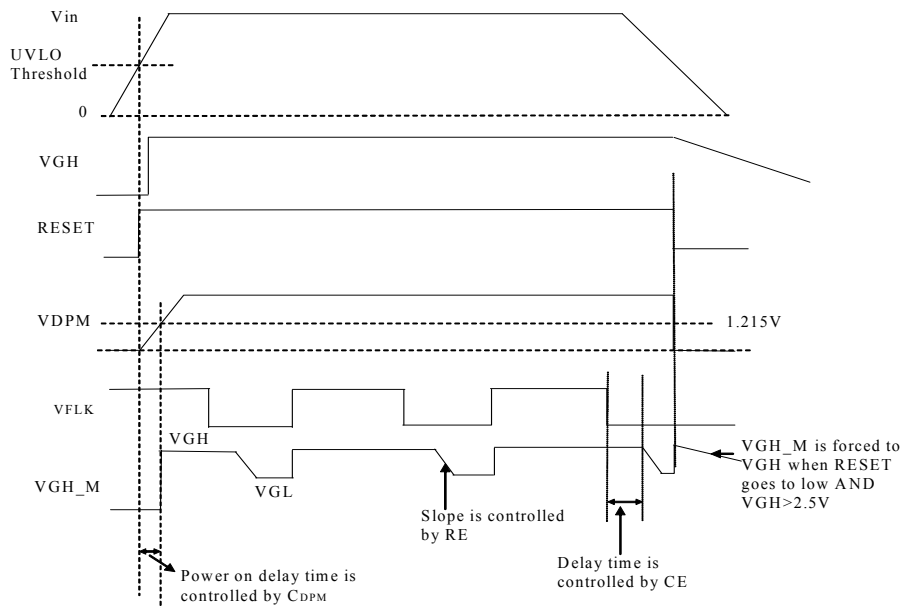 Vin
UVLO
Threshold
0
VGH
RESET
VDPM
1.215V
VFLK
VGH
VGL
VGH_M
VGH_M is forced to
VGH when RESET
goes to low AND
VGH>2.5V
Slope is controlled
by RE
Delay time is
controlled by CE
Power on delay time is
controlled by CDPM